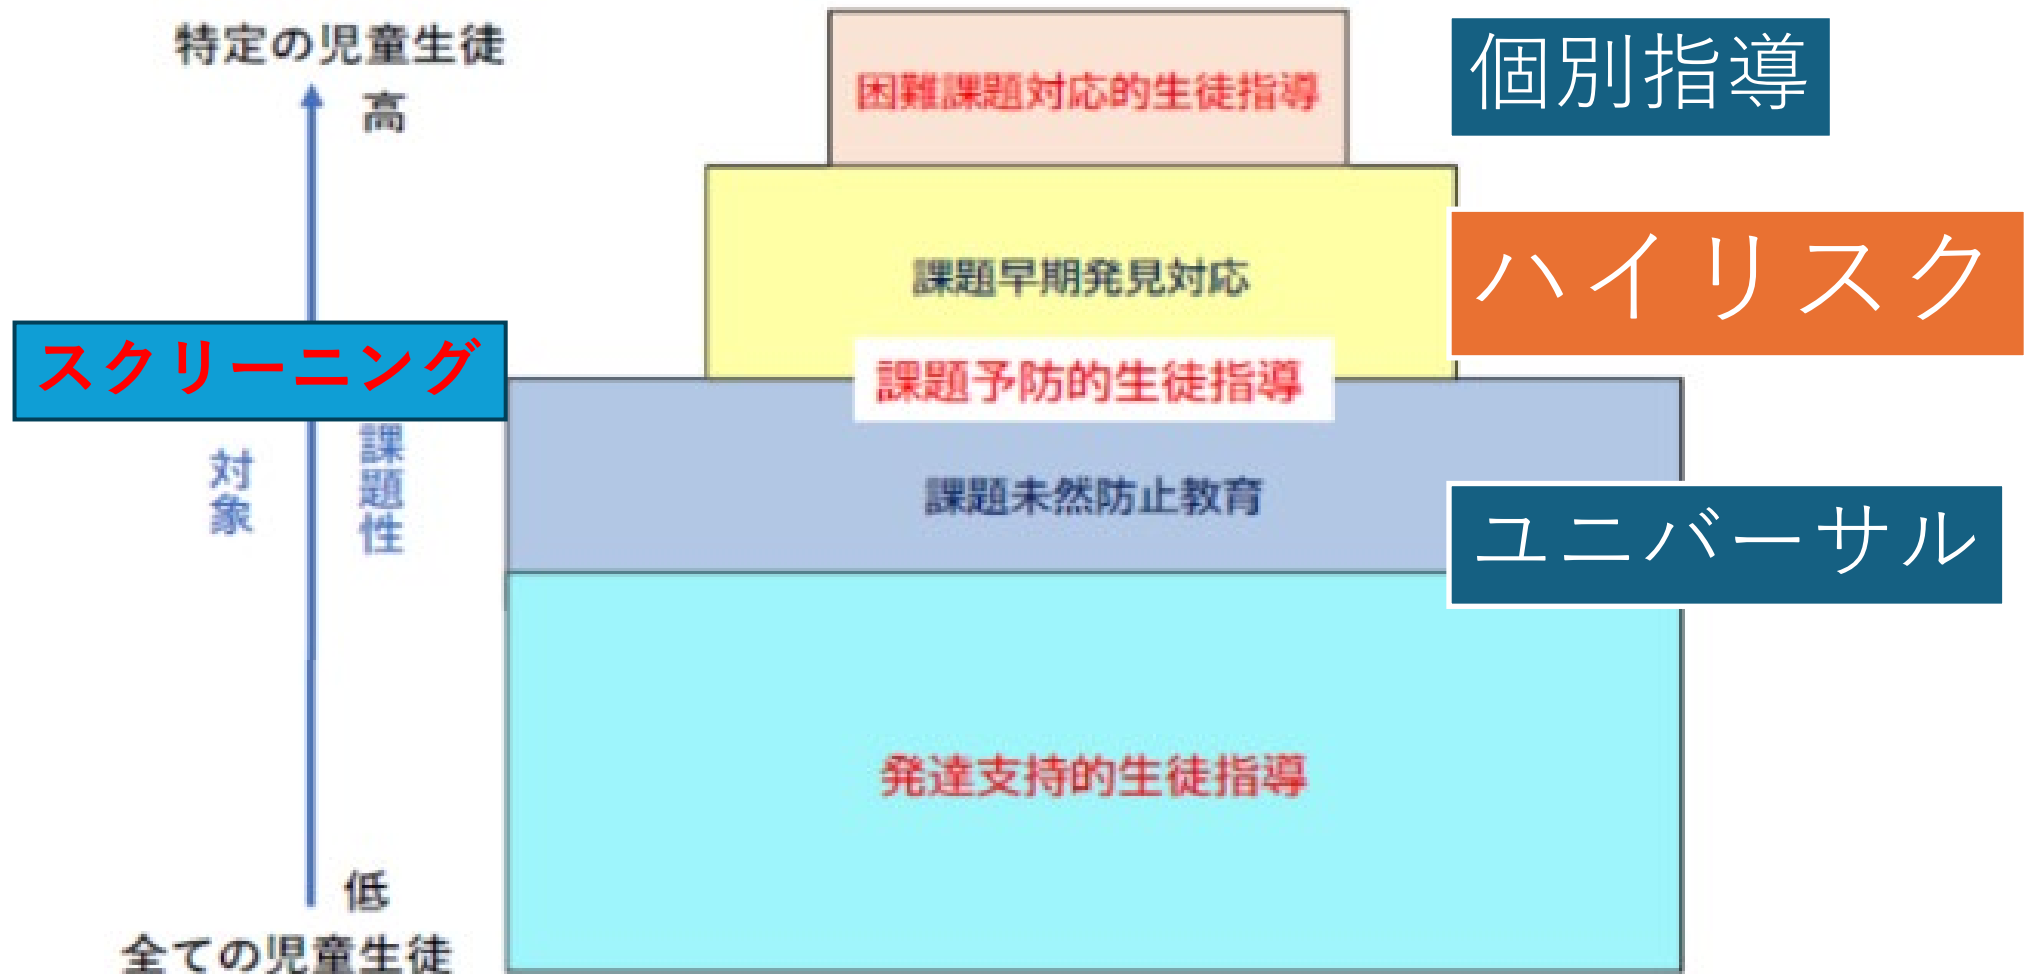 特定の児童生徒
高
困難課題対応的生徒指導
個別指導
課題早期発見対応
ハイリスク
スクリーニング
課題予防的生徒指導
対象
課題性
課題未然防止教育
ユニバーサル
発達支持的生徒指導
低
全ての児童生徒